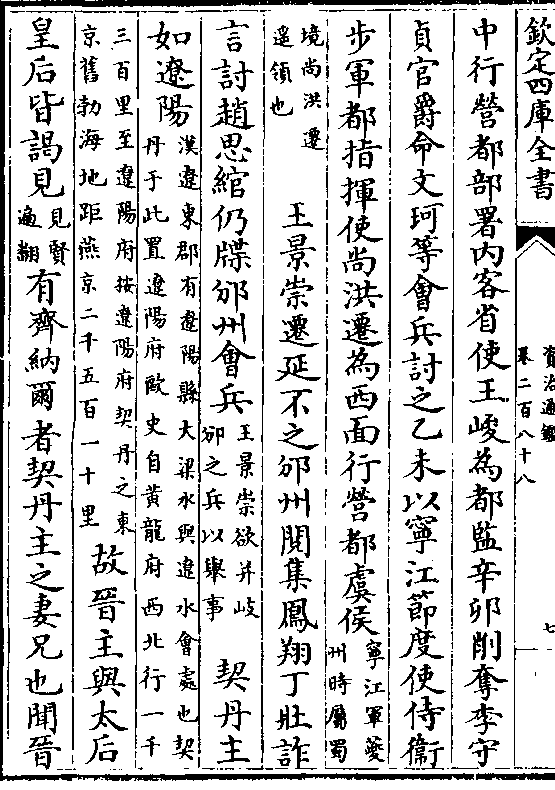 欽定四庫全書
資治通鑑
卷二百八十八
七
中行營都部署内客省使王峻為都監辛卯削奪李守
貞官爵命文珂等會兵討之乙未以寧江節度使侍衞
步軍都指揮使尚洪遷為西面行營都虞侯
寧江軍夔
州時屬蜀
境尚洪遷
遥領也
王景崇遷延不之邠州閲集鳳翔丁壯詐
言討趙思綰仍牒邠州會兵
王景崇欲并岐
邠之兵以舉事
契丹主
如遼陽
漢遼東郡有遼陽縣大梁水與遼水會處也契
丹于此置遼陽府歐史自黄龍府西北行一千
三百里至遼陽府按遼陽府契丹之東
京舊勃海地距燕京二千五百一十里
故晉主與太后
皇后皆謁見
見賢
遍翻
有齊納爾者契丹主之妻兄也聞晉